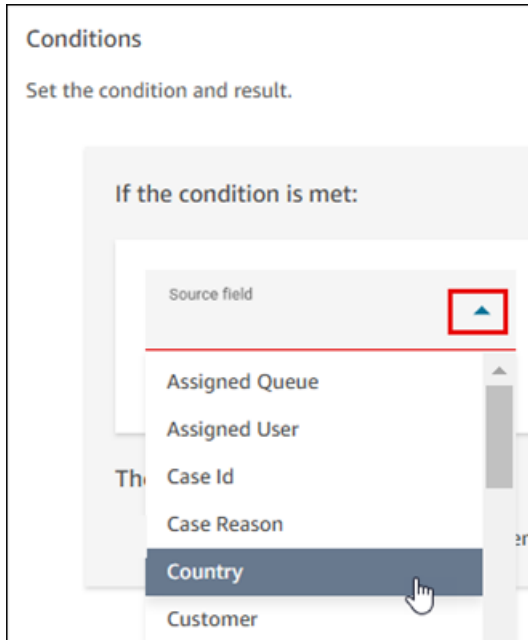 Conditions
Set the condition and result.
If the condition is met:
Source field
Assigned Queue
Assigned User
Case Id
Case Reason
Country
Customer